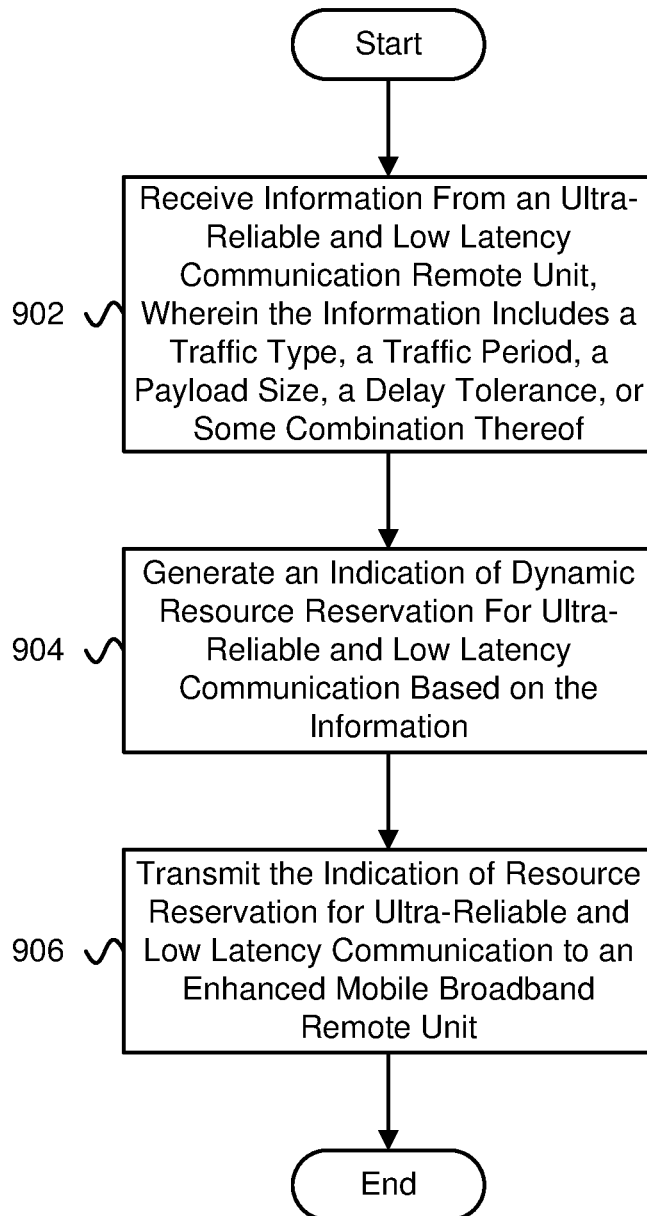 Start
Receive Information From an Ultra-
Reliable and Low Latency
Communication Remote Unit,
902
Wherein the Information Includes a
Traffic Type, a Traffic Period, a
Payload Size, a Delay Tolerance, or
Some Combination Thereof
Generate an Indication of Dynamic
Resource Reservation For Ultra-
904
Reliable and Low Latency
Communication Based on the
Information
Transmit the Indication of Resource
Reservation for Ultra-Reliable and
906
Low Latency Communication to an
Enhanced Mobile Broadband
Remote Unit
End